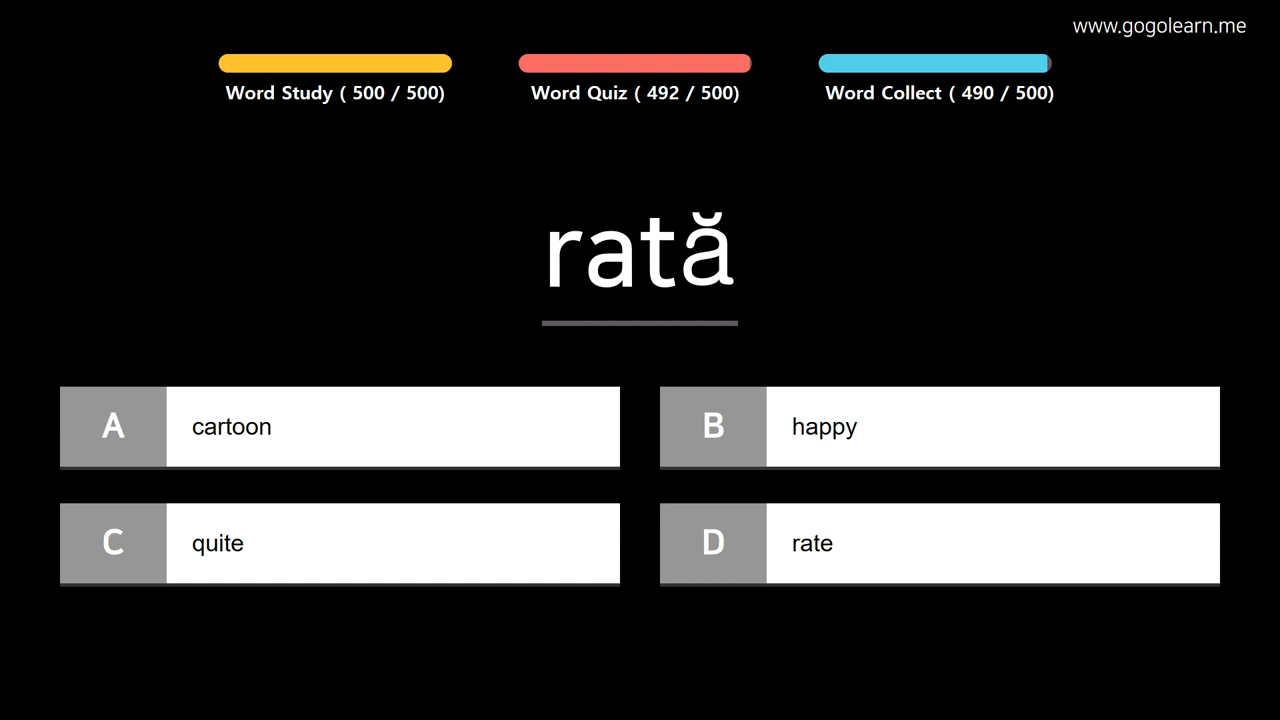 www.gogolearn.me
Word Study ( 500 / 500)
Word Quiz ( 492 / 500)
Word Collect ( 490 / 500)
rată
A cartoon
B happy
C quite
D rate